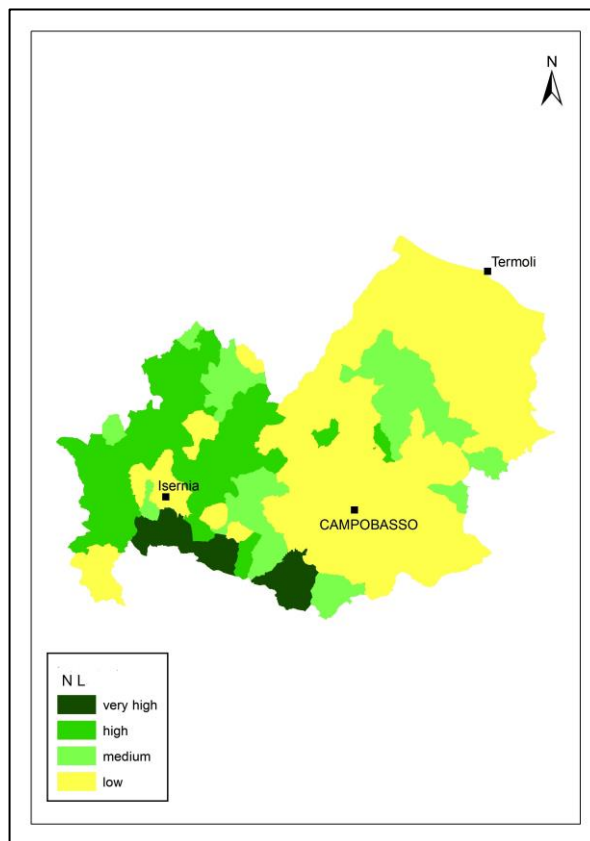 N
Termoli
Isernia
CAMPOBASSO
N L
very high
high
medium
low